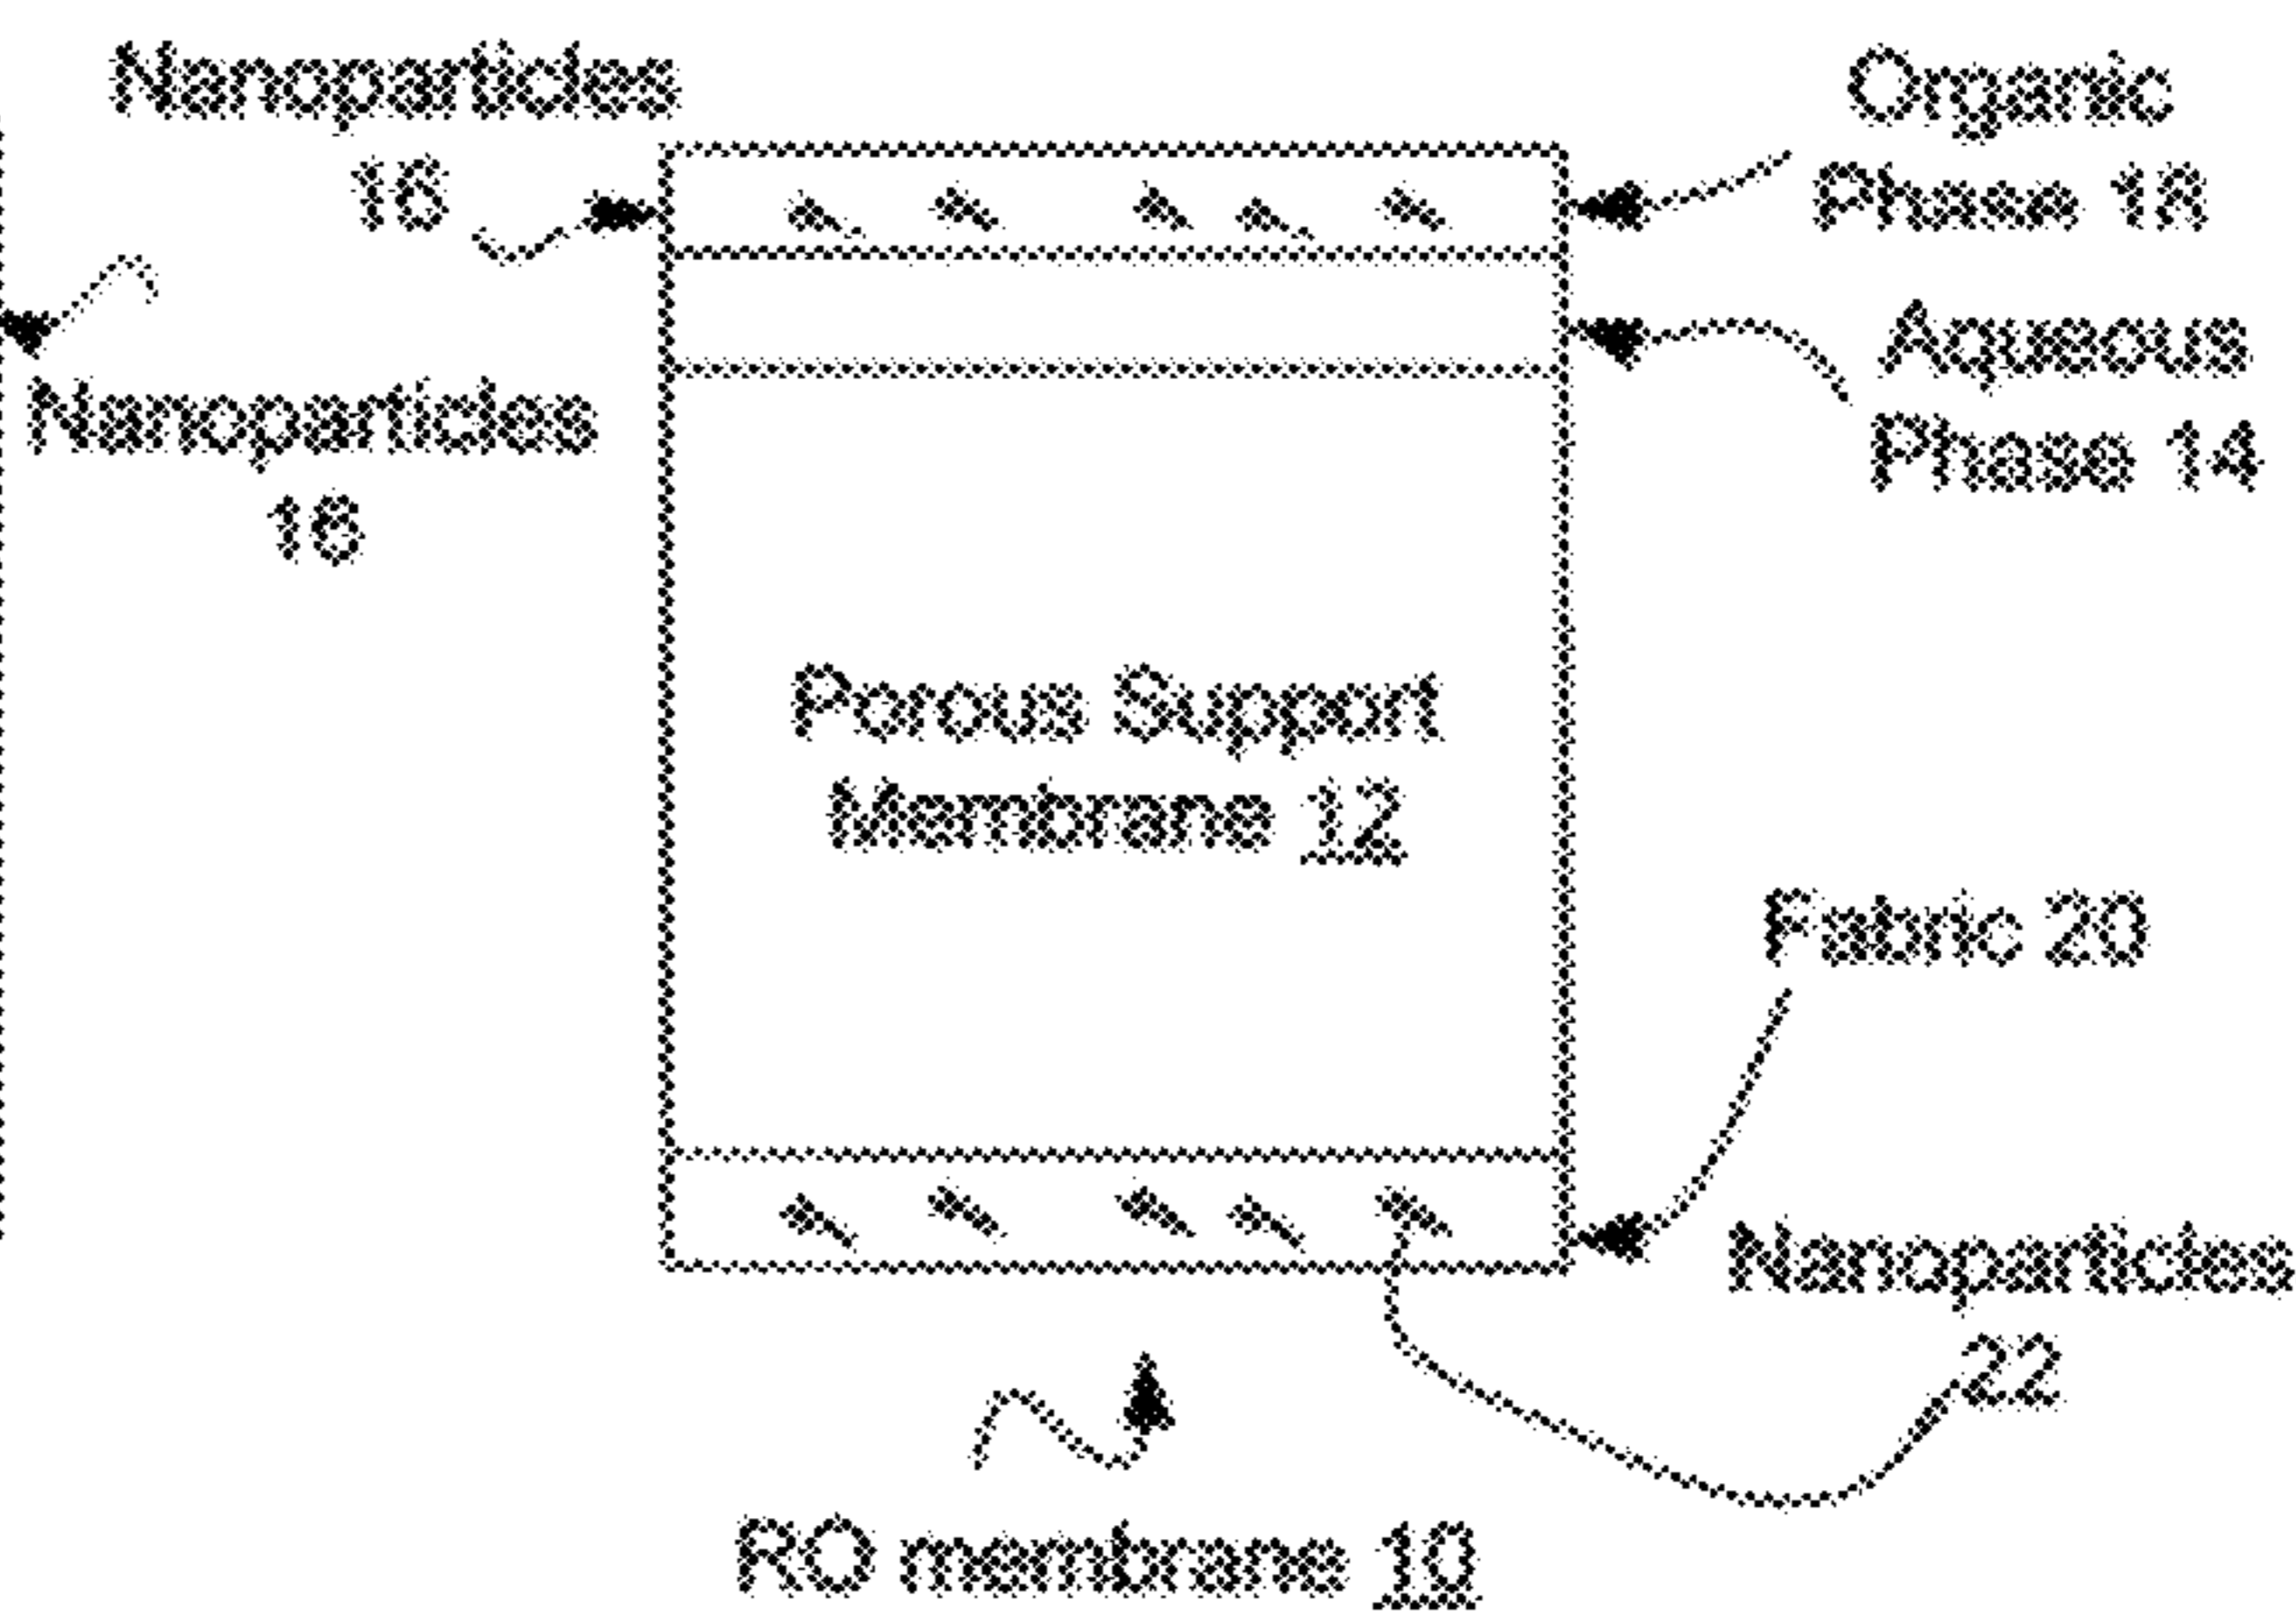 Nanoparticles
16
Organic
Phase 18
Aqueous
Phase 14
Nanoparticles
16
Porous Support
Membrane 12
Fabric 20
Nanoparticles
22
RO membrane 10